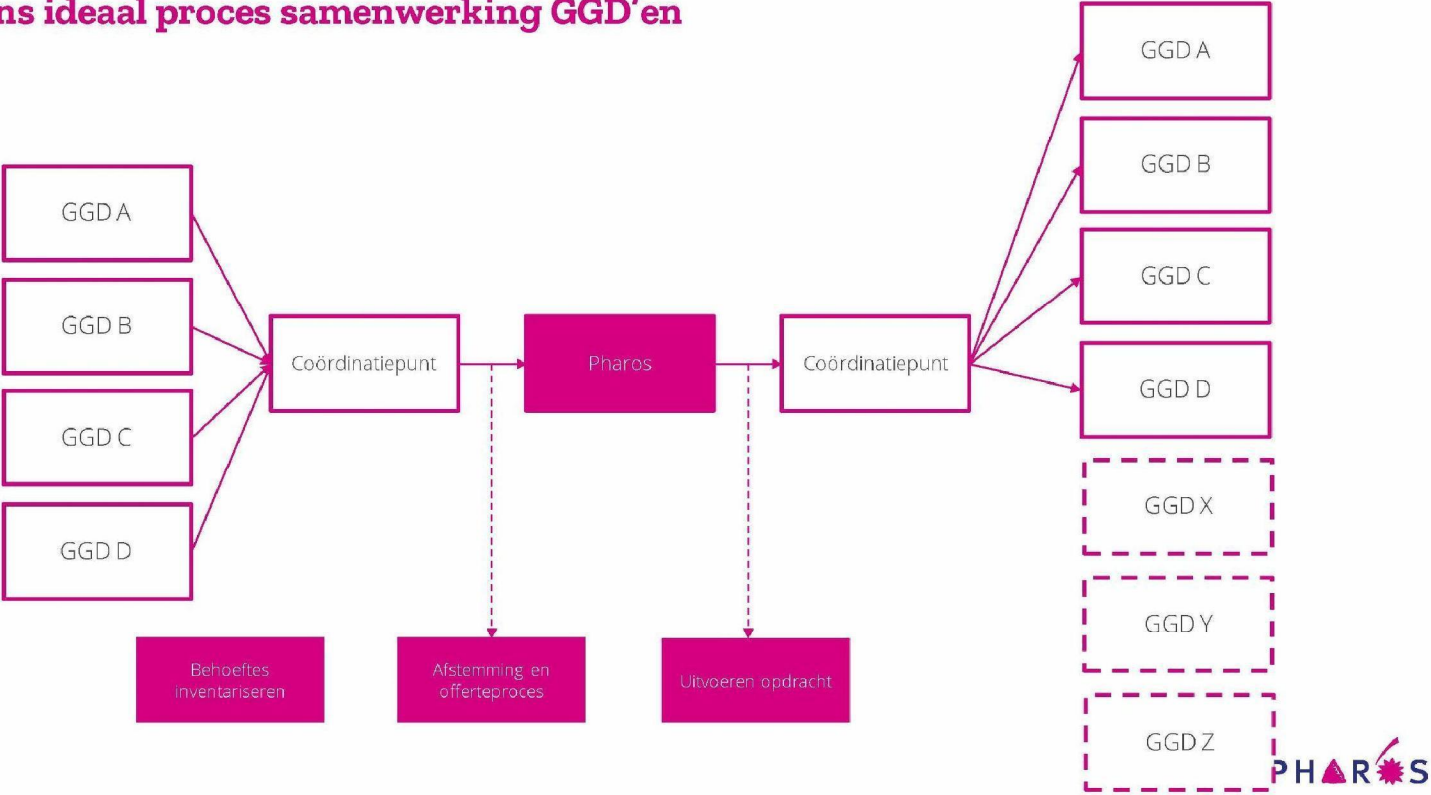 ns ideaal proces samenwerking GGD'en
GGD A
GGD B
GGD C
GGD D
Coördinatiepunt
Pharos
Coördinatiepunt
GGD A
GGD B
GGD C
GGD D
GGD X
GGD Y
GGD Z
Behoeftes
inventariseren
Afstemming en
offerteproces
Uitvoeren opdracht
PHAROS